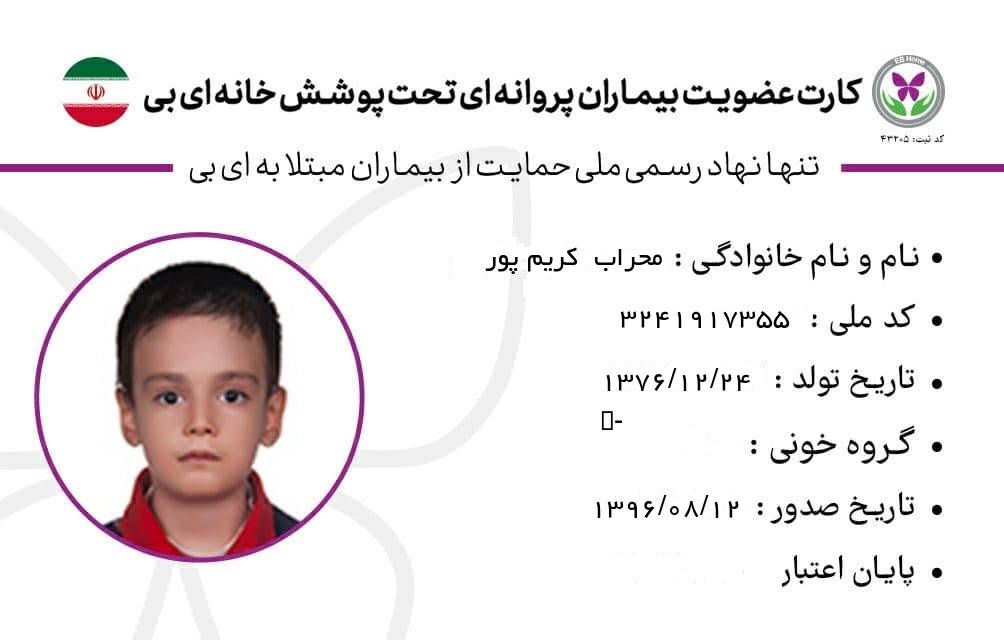 EB Home
کارت عضویت بیماران پروانه ای تحت پوشش خانه ای بی
کد ثبت: ۴۳۲۰۵
تنها نهاد رسمی ملی حمایت از بیماران مبتلا به ای بی
• نام و نام خانوادگی : محراب کریم پور
• کد ملی : ۳۲۴۱۹۱۷۳۵۵
• تاریخ تولد : ۱۳۷۶/۱۲/۲۴
-
• گروه خونی :
• تاریخ صدور : ۱۳۹۶/۰۸/۱۲
• پایان اعتبار